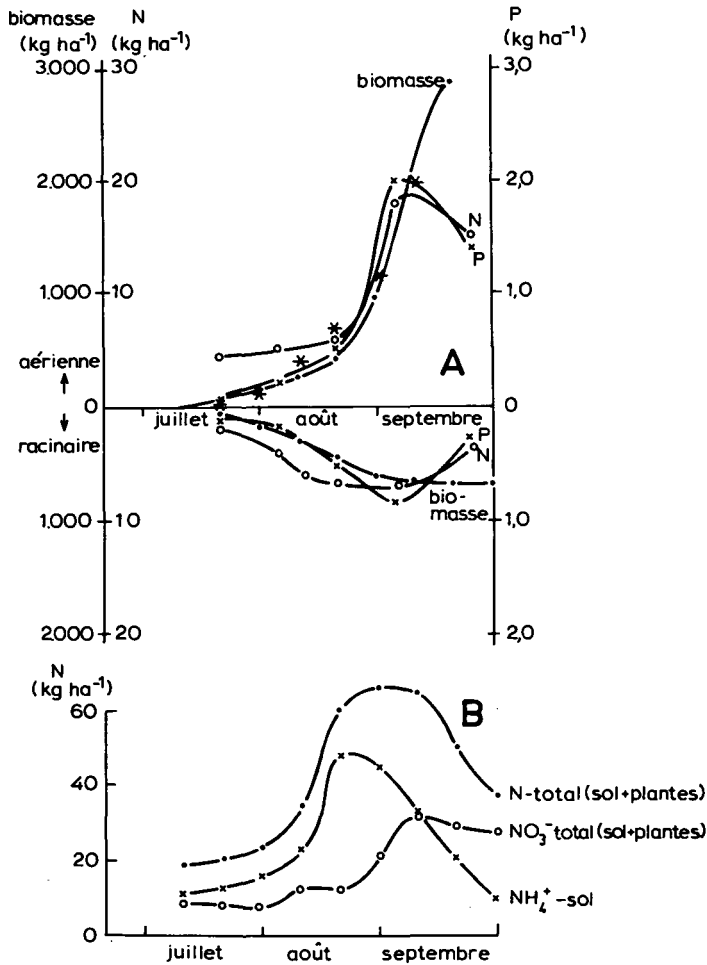 biomasse N
(kg ha⁻¹) (kg ha⁻¹)
P
(kg ha⁻¹)
3.000 30
3,0
biomasse
2.000 20
2,0
N
P
1.000 10
1,0
aérienne
A
0
0
juillet août septembre
racinaire
P
N
bio-
masse
1.000 10
1,0
2.000 20
2,0
N
(kg ha⁻¹)
B
60
40
N-total (sol+plantes)
NO₃⁻ total (sol+plantes)
20
NH₄⁺-sol
0
juillet août septembre